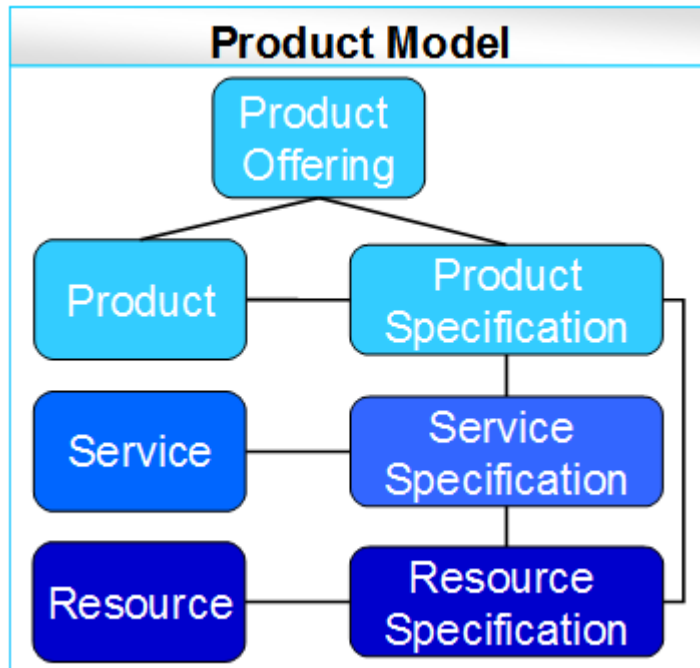 Product Model
Product
Offering
Product
Product
Specification
Service
Service
Specification
Resource
Resource
Specification